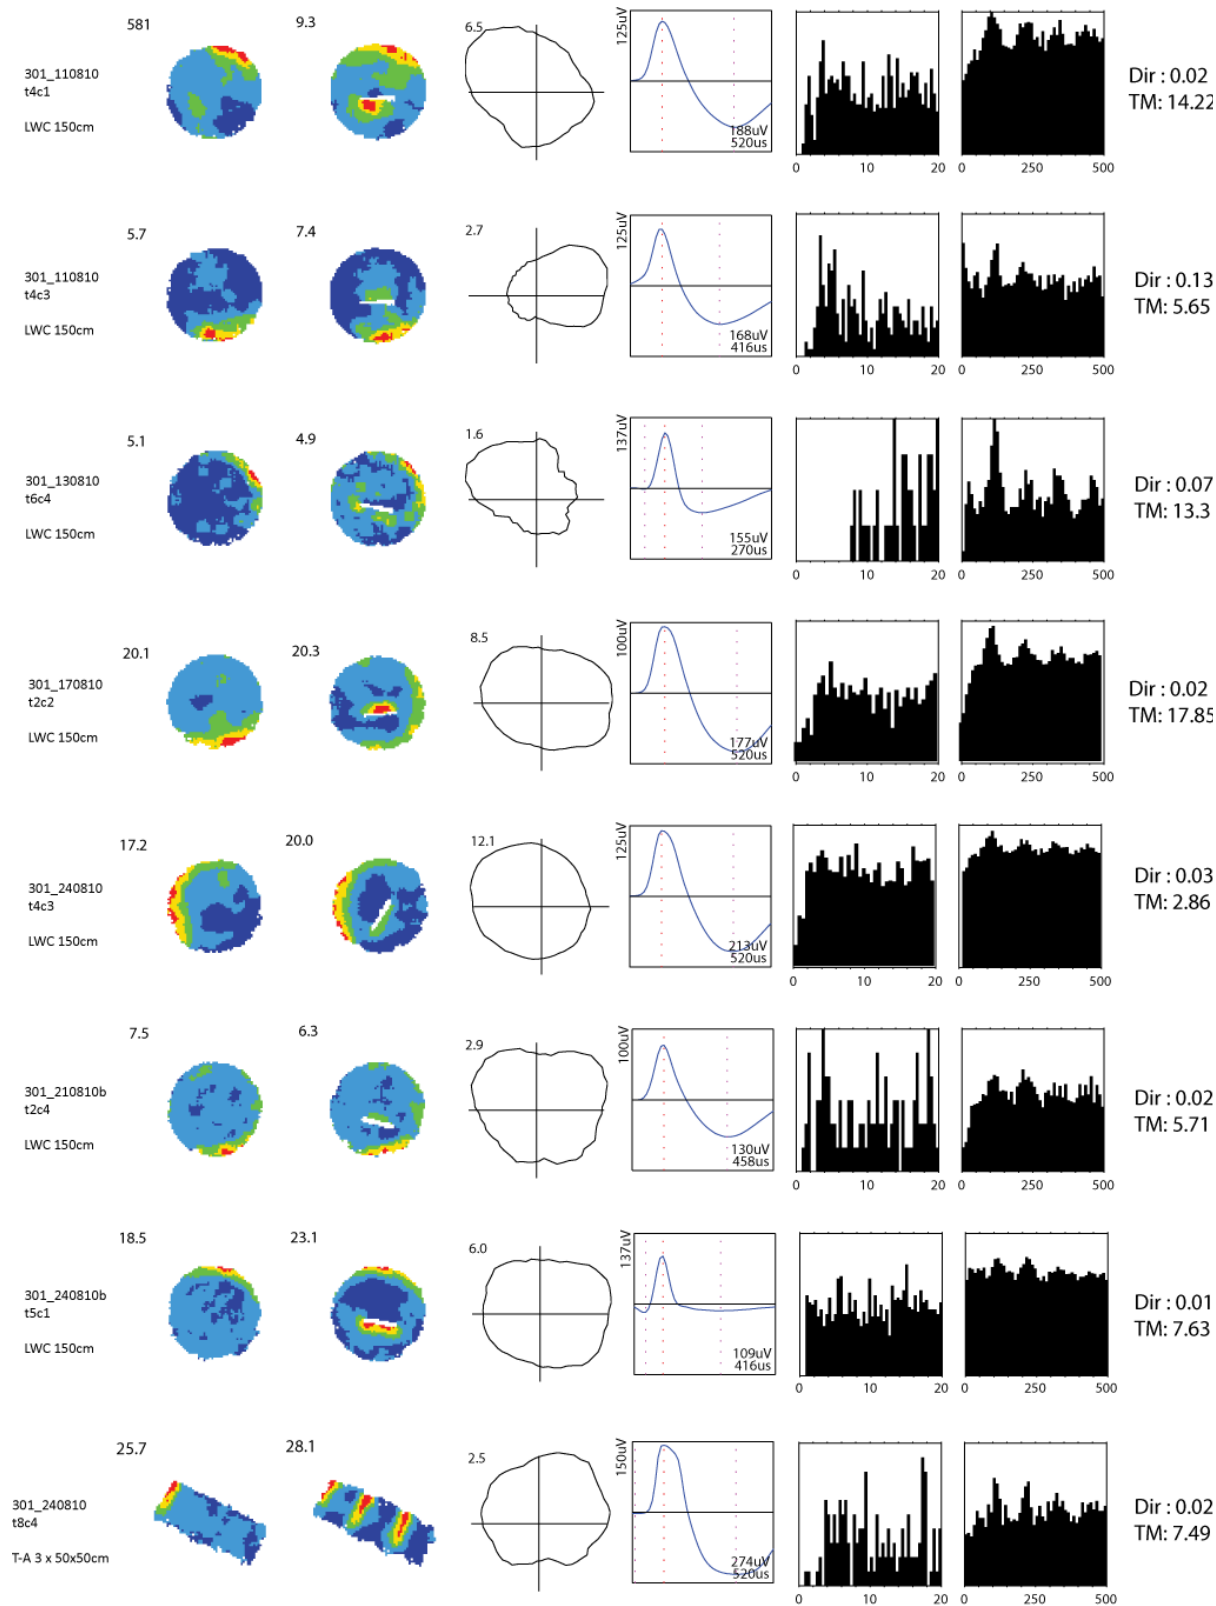 581 9.3 6.5 125uV
301_110810
t4c1
LWC 150cm
188uV
520us
0 10 20 0 250 500
Dir : 0.02
TM: 14.22
5.7 7.4 2.7 125uV
301_110810
t4c3
LWC 150cm
168uV
416us
0 10 20 0 250 500
Dir : 0.13
TM: 5.65
5.1 4.9 1.6 137uV
301_130810
t6c4
LWC 150cm
155uV
270us
0 10 20 0 250 500
Dir : 0.07
TM: 13.3
20.1 20.3 8.5 100uV
301_170810
t2c2
LWC 150cm
177uV
520us
0 10 20 0 250 500
Dir : 0.02
TM: 17.85
17.2 20.0 12.1 125uV
301_240810
t4c3
LWC 150cm
213uV
520us
0 10 20 0 250 500
Dir : 0.03
TM: 2.86
7.5 6.3 2.9 100uV
301_210810b
t2c4
LWC 150cm
130uV
458us
0 10 20 0 250 500
Dir : 0.02
TM: 5.71
18.5 23.1 6.0 137uV
301_240810b
t5c1
LWC 150cm
109uV
416us
0 10 20 0 250 500
Dir : 0.01
TM: 7.63
25.7 28.1 2.5 150uV
301_240810
t8c4
T-A 3 x 50x50cm
274uV
520us
0 10 20 0 250 500
Dir : 0.02
TM: 7.49